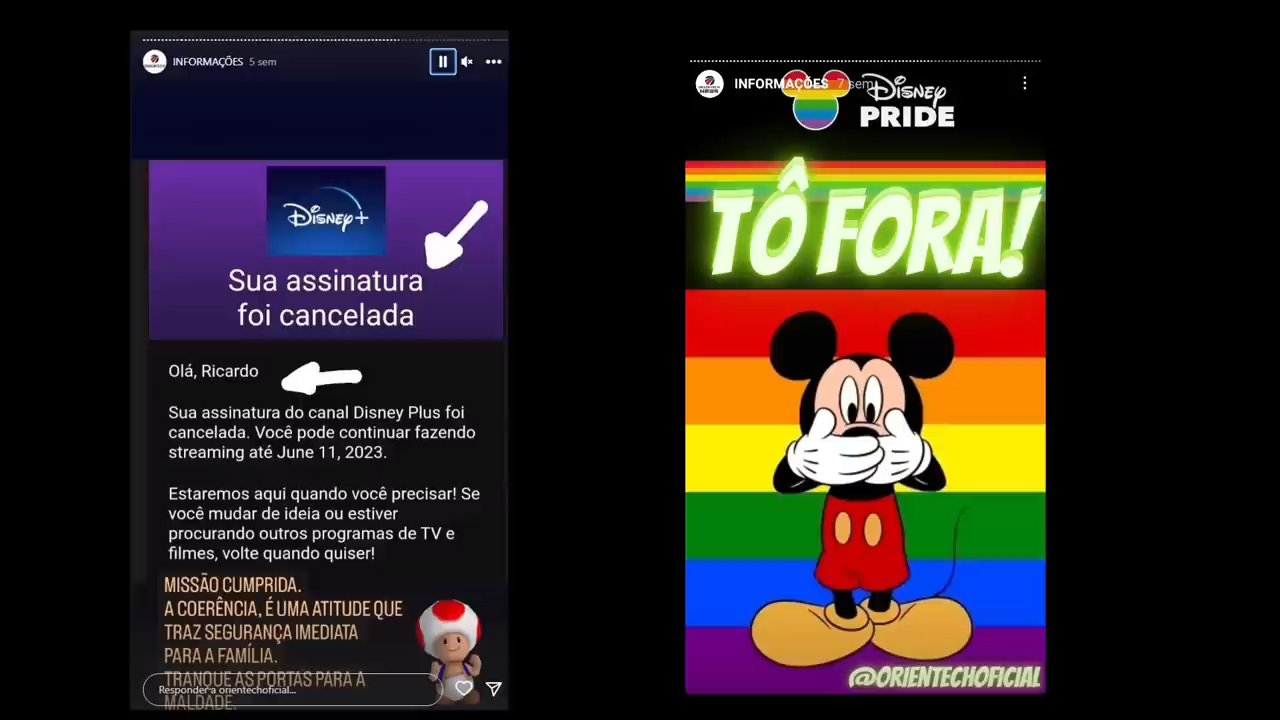 INFORMAÇÕES 5 sem
Disney+
Sua assinatura
foi cancelada
Olá, Ricardo
Sua assinatura do canal Disney Plus foi
cancelada. Você pode continuar fazendo
streaming até June 11, 2023.
Estaremos aqui quando você precisar! Se
você mudar de ideia ou estiver
procurando outros programas de TV e
filmes, volte quando quiser!
MISSÃO CUMPRIDA.
A COERÊNCIA, É UMA ATITUDE QUE
TRAZ SEGURANÇA IMEDIATA
PARA A FAMÍLIA.
TRANQUE AS PORTAS PARA A
MALDADE.
Responder a orientechoficial...
INFORMAÇÕES 7 sem
DISNEY
PRIDE
TÔ FORA!
@ORIENTECHOFICIAL